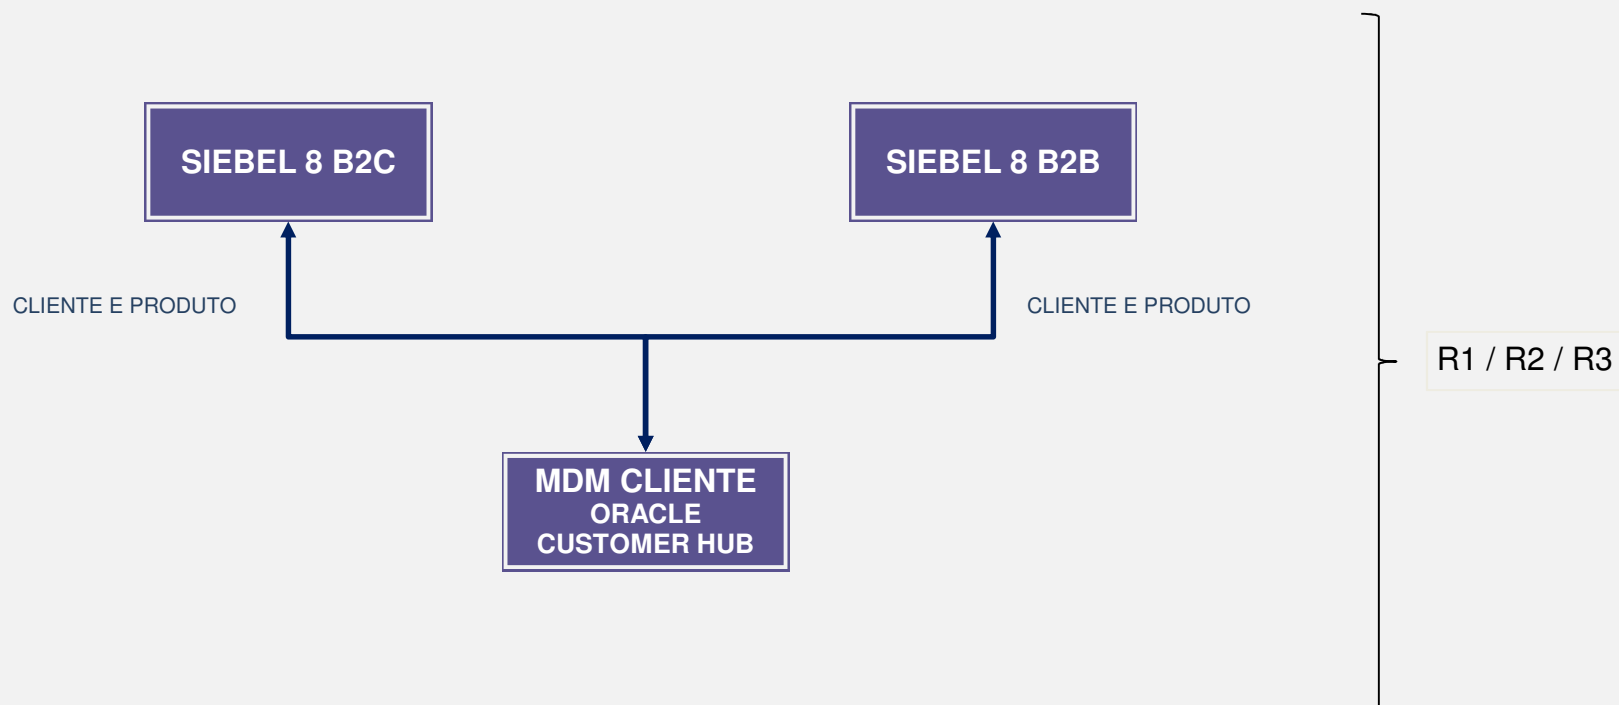 SIEBEL 8 B2C
SIEBEL 8 B2B
CLIENTE E PRODUTO
CLIENTE E PRODUTO
R1 / R2 / R3
MDM CLIENTE
ORACLE
CUSTOMER HUB